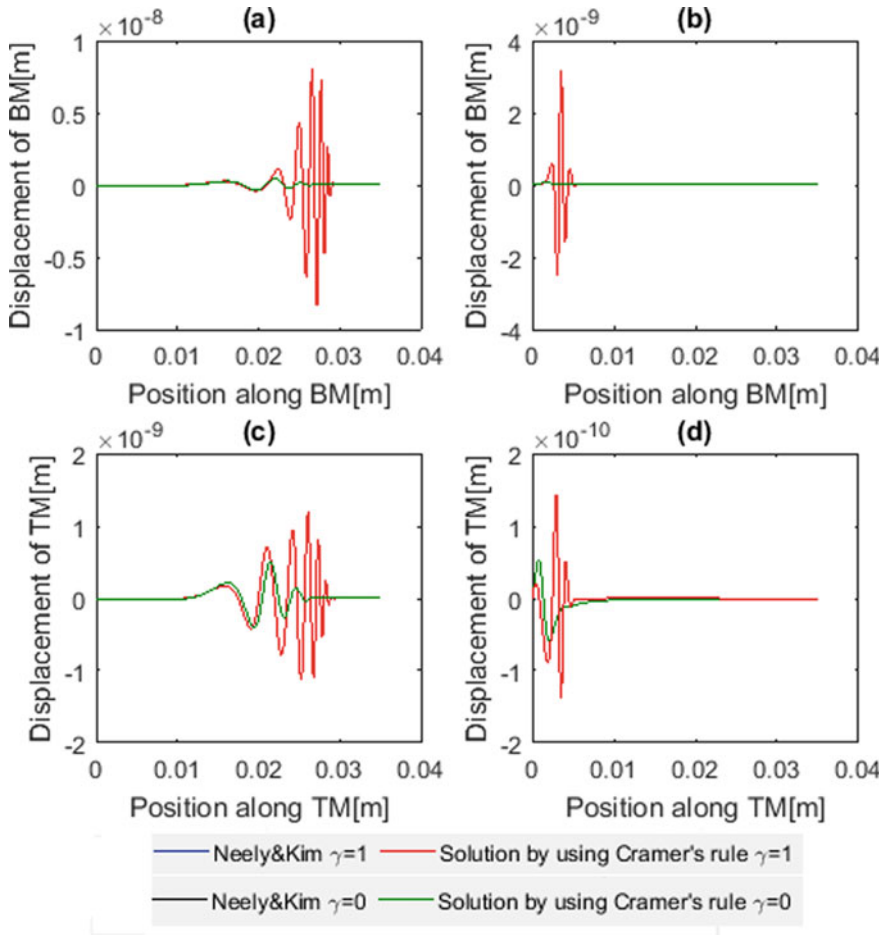 (a)
×10⁻⁸
1
0.5
0
-0.5
-1
Displacement of BM[m]
0 0.01 0.02 0.03 0.04
Position along BM[m]
(b)
×10⁻⁹
4
2
0
-2
-4
Displacement of BM[m]
0 0.01 0.02 0.03 0.04
Position along BM[m]
(c)
×10⁻⁹
2
1
0
-1
-2
Displacement of TM[m]
0 0.01 0.02 0.03 0.04
Position along TM[m]
(d)
×10⁻¹⁰
2
1
0
-1
-2
Displacement of TM[m]
0 0.01 0.02 0.03 0.04
Position along TM[m]
Neely&Kim γ=1 Solution by using Cramer's rule γ=1
Neely&Kim γ=0 Solution by using Cramer's rule γ=0